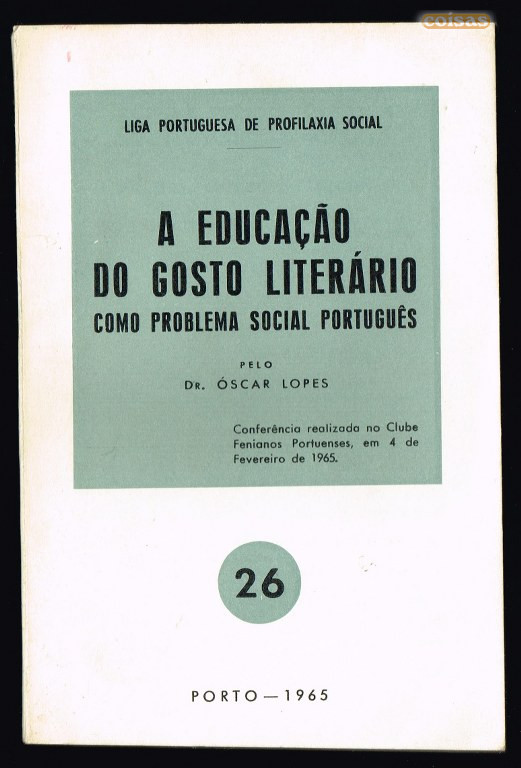 coisas
LIGA PORTUGUESA DE PROFILAXIA SOCIAL
A EDUCAÇÃO
DO GOSTO LITERÁRIO
COMO PROBLEMA SOCIAL PORTUGUÊS
PELO
DR. ÓSCAR LOPES
Conferência realizada no Clube
Fenianos Portuenses, em 4 de
Fevereiro de 1965.
26
PORTO — 1965